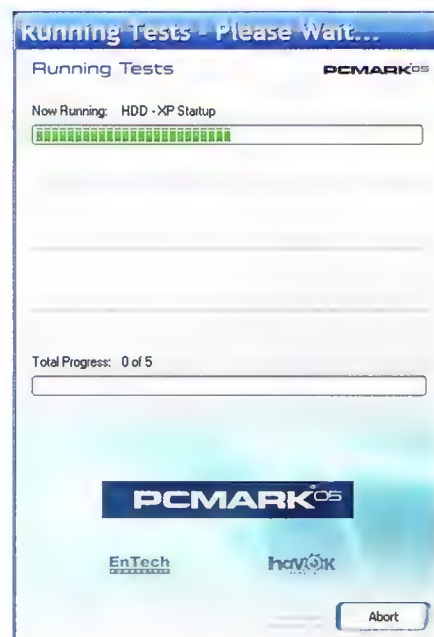 Running Tests - Please Wait...
Running Tests
PCMARK05
Now Running: HDD - XP Startup
Total Progress: 0 of 5
PCMARK05
EnTech
havok
Abort